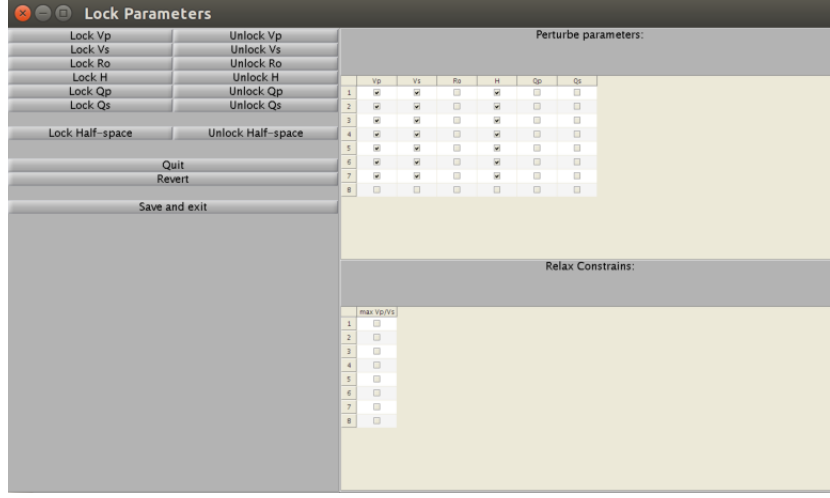 Lock Parameters
Lock Vp Unlock Vp
Lock Vs Unlock Vs
Lock Ro Unlock Ro
Lock H Unlock H
Lock Qp Unlock Qp
Lock Qs Unlock Qs
Lock Half-space Unlock Half-space
Quit
Revert
Save and exit
Perturbe parameters:
Vp Vs Ro H Qp Qs
1
2
3
4
5
6
7
8
Relax Constrains:
max Vp/Vs
1
2
3
4
5
6
7
8